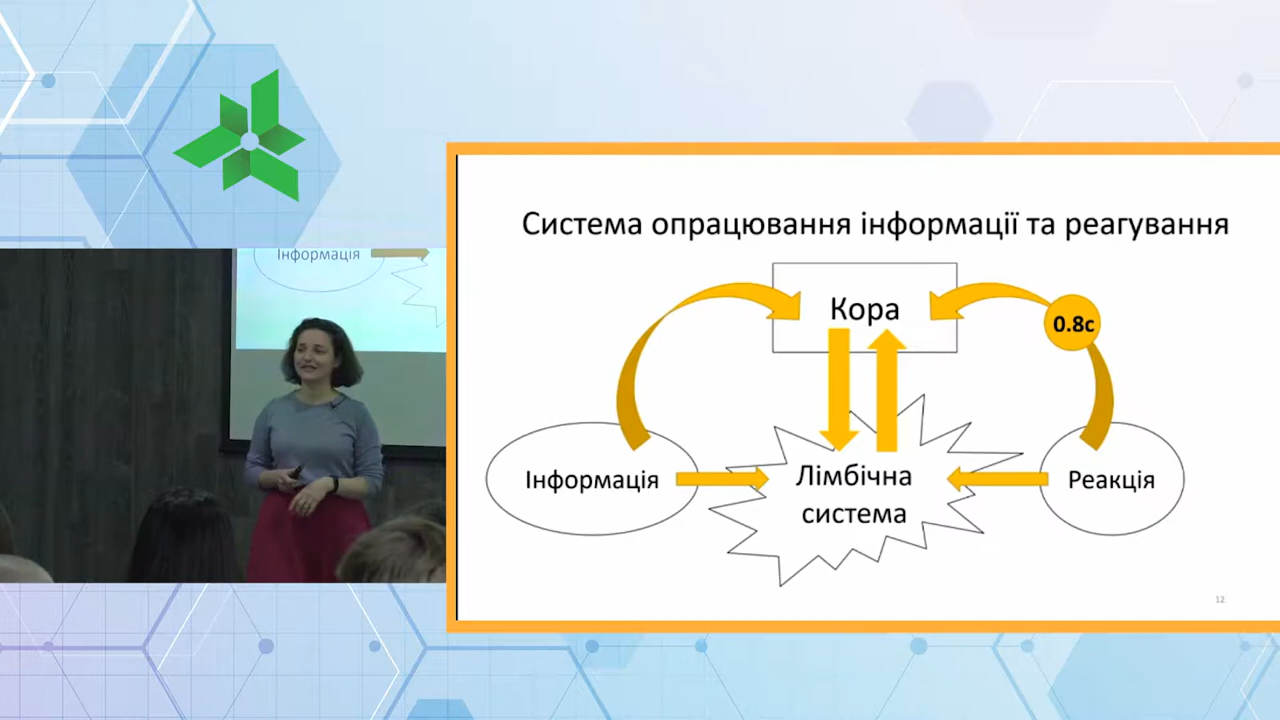 Система опрацювання інформації та реагування
Кора
0.8с
Інформація
Лімбічна
система
Реакція
12
Інформація